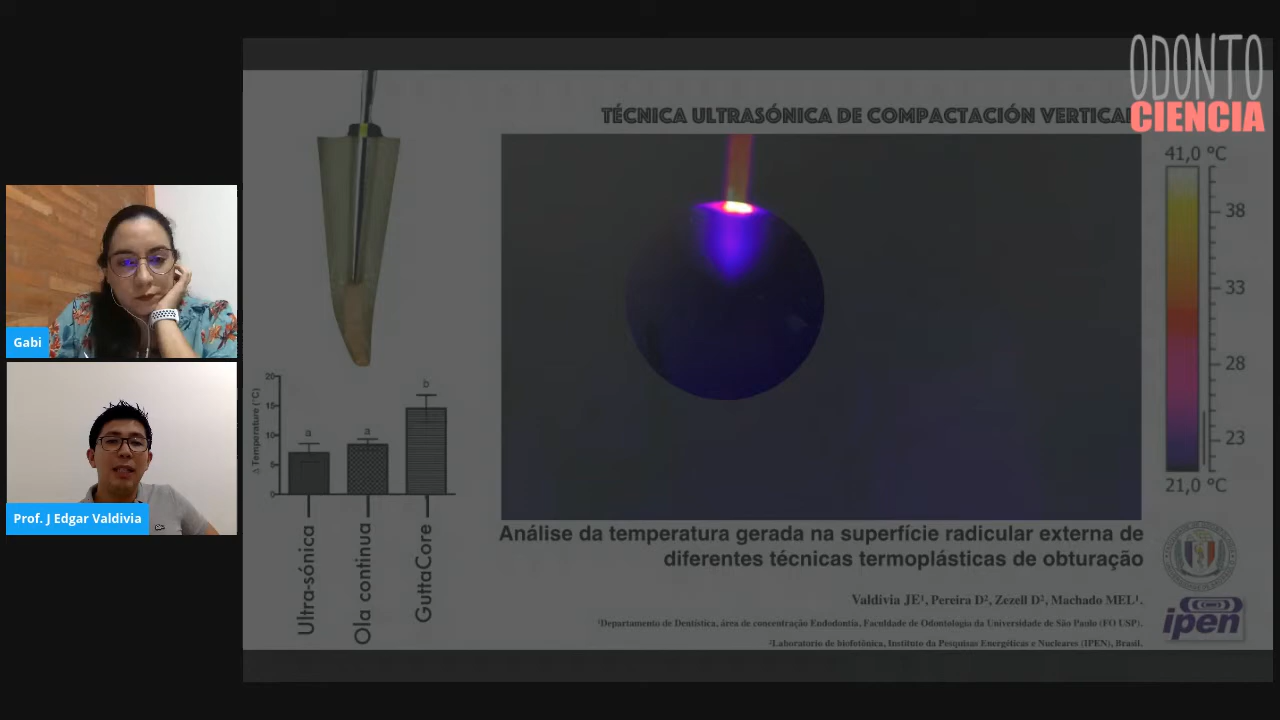 ODONTO
CIENCIA
TÉCNICA ULTRASÓNICA DE COMPACTACIÓN VERTICAL
41,0 ºC
38
33
28
23
21,0 ºC
Gabi
Prof. J Edgar Valdivia
Δ Temperature (°C)
20
15
10
5
0
a
a
b
Ultra-sónica
Ola continua
GuttaCore
Análise da temperatura gerada na superfície radicular externa de
diferentes técnicas termoplásticas de obturação
Valdívia JE¹, Pereira D², Zezell D², Machado MEL¹.
¹Departamento de Dentística, área de concentração Endodontia, Faculdade de Odontologia da Universidade de São Paulo (FO USP).
²Laboratorio de biofotônica, Instituto da Pesquisas Energéticas e Nucleares (IPEN), Brasil.
ipen